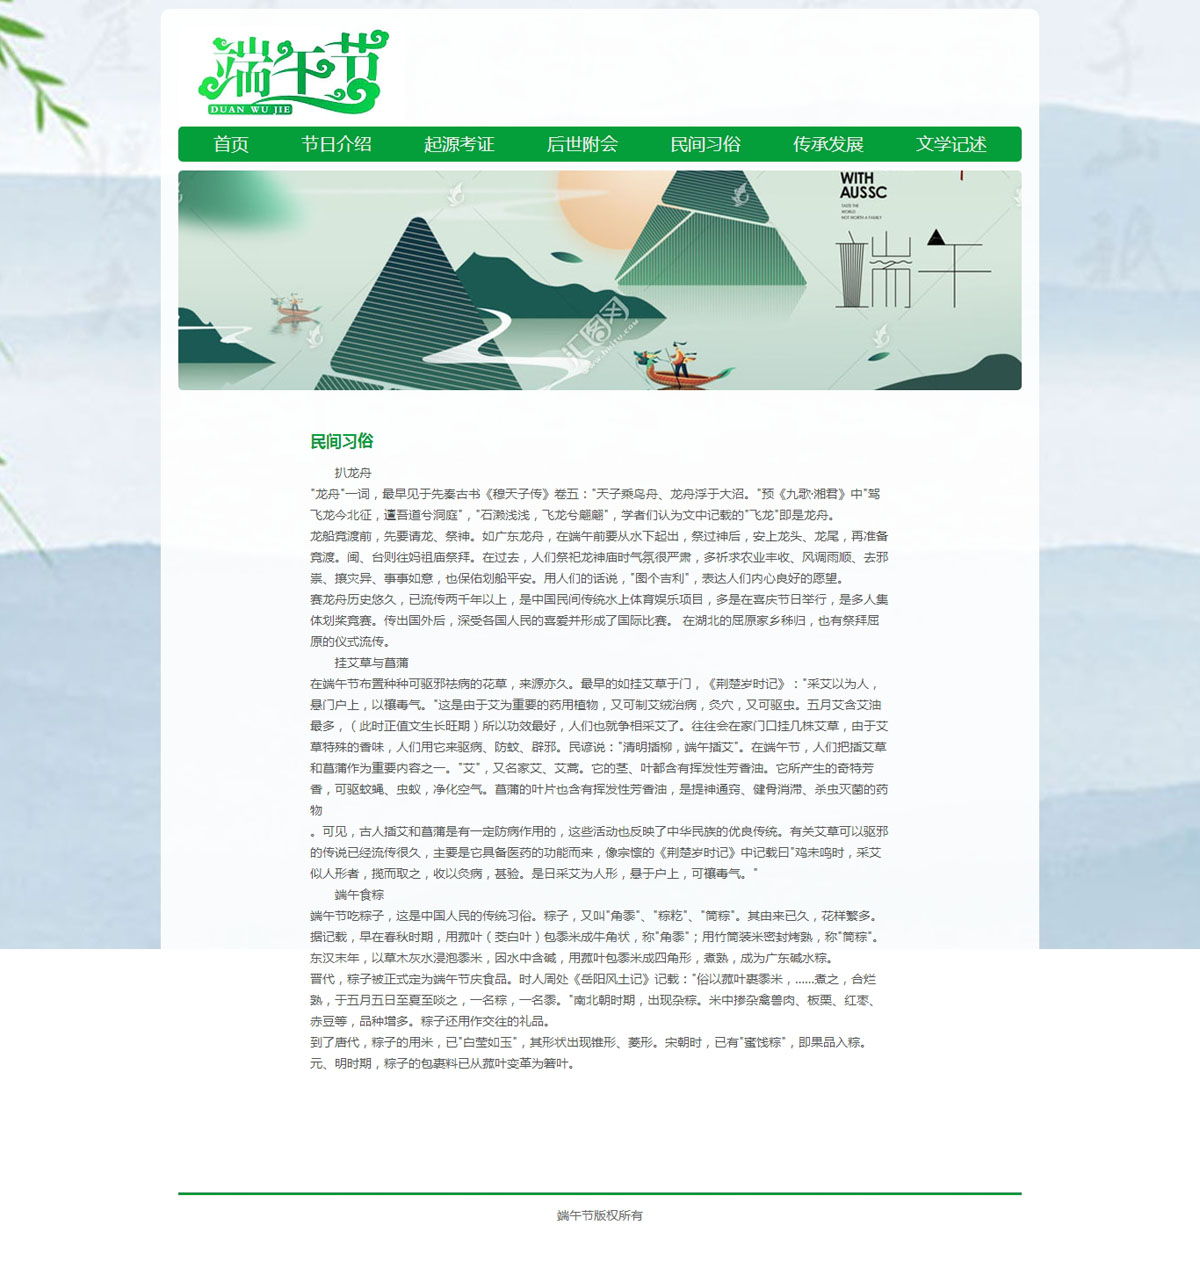 端午节
DUAN WU JIE
首页 节日介绍 起源考证 后世附会 民间习俗 传承发展 文学记述
WITH
AUSSC
TASTE THE
WORLD
NOT WORTH A FAMILY
端午
汇图网
www.huitu.com
民间习俗
扒龙舟
"龙舟"一词，最早见于先秦古书《穆天子传》卷五："天子乘鸟舟、龙舟浮于大沼。"预《九歌·湘君》中"驾
飞龙今北征，邅吾道兮洞庭"，"石濑浅浅，飞龙兮翩翩"，学者们认为文中记载的"飞龙"即是龙舟。
龙船竞渡前，先要请龙、祭神。如广东龙舟，在端午前要从水下起出，祭过神后，安上龙头、龙尾，再准备
竞渡。闽、台则往妈祖庙祭拜。在过去，人们祭祀龙神庙时气氛很严肃，多祈求农业丰收、风调雨顺、去邪
祟、攘灾异、事事如意，也保佑划船平安。用人们的话说，"图个吉利"，表达人们内心良好的愿望。
赛龙舟历史悠久，已流传两千年以上，是中国民间传统水上体育娱乐项目，多是在喜庆节日举行，是多人集
体划桨竞赛。传出国外后，深受各国人民的喜爱并形成了国际比赛。 在湖北的屈原家乡秭归，也有祭拜屈
原的仪式流传。
挂艾草与菖蒲
在端午节布置种种可驱邪祛病的花草，来源亦久。最早的如挂艾草于门，《荆楚岁时记》："采艾以为人，
悬门户上，以禳毒气。"这是由于艾为重要的药用植物，又可制艾绒治病，灸穴，又可驱虫。五月艾含艾油
最多，（此时正值文生长旺期）所以功效最好，人们也就争相采艾了。往往会在家门口挂几株艾草，由于艾
草特殊的香味，人们用它来驱病、防蚊、辟邪。民谚说："清明插柳，端午插艾"。在端午节，人们把插艾草
和菖蒲作为重要内容之一。"艾"，又名家艾、艾蒿。它的茎、叶都含有挥发性芳香油。它所产生的奇特芳
香，可驱蚊蝇、虫蚁，净化空气。菖蒲的叶片也含有挥发性芳香油，是提神通窍、健骨消滞、杀虫灭菌的药
物
。可见，古人插艾和菖蒲是有一定防病作用的，这些活动也反映了中华民族的优良传统。有关艾草可以驱邪
的传说已经流传很久，主要是它具备医药的功能而来，像宗懔的《荆楚岁时记》中记载曰"鸡未鸣时，采艾
似人形者，揽而取之，收以灸病，甚验。是日采艾为人形，悬于户上，可禳毒气。"
端午食粽
端午节吃粽子，这是中国人民的传统习俗。粽子，又叫"角黍"、"粽籺"、"筒粽"。其由来已久，花样繁多。
据记载，早在春秋时期，用菰叶（茭白叶）包黍米成牛角状，称"角黍"；用竹筒装米密封烤熟，称"筒粽"。
东汉末年，以草木灰水浸泡黍米，因水中含碱，用菰叶包黍米成四角形，煮熟，成为广东碱水粽。
晋代，粽子被正式定为端午节庆食品。时人周处《岳阳风土记》记载："俗以菰叶裹黍米，……煮之，合烂
熟，于五月五日至夏至啖之，一名粽，一名黍。"南北朝时期，出现杂粽。米中掺杂禽兽肉、板栗、红枣、
赤豆等，品种增多。粽子还用作交往的礼品。
到了唐代，粽子的用米，已"白莹如玉"，其形状出现锥形、菱形。宋朝时，已有"蜜饯粽"，即果品入粽。
元、明时期，粽子的包裹料已从菰叶变革为箬叶。
端午节版权所有